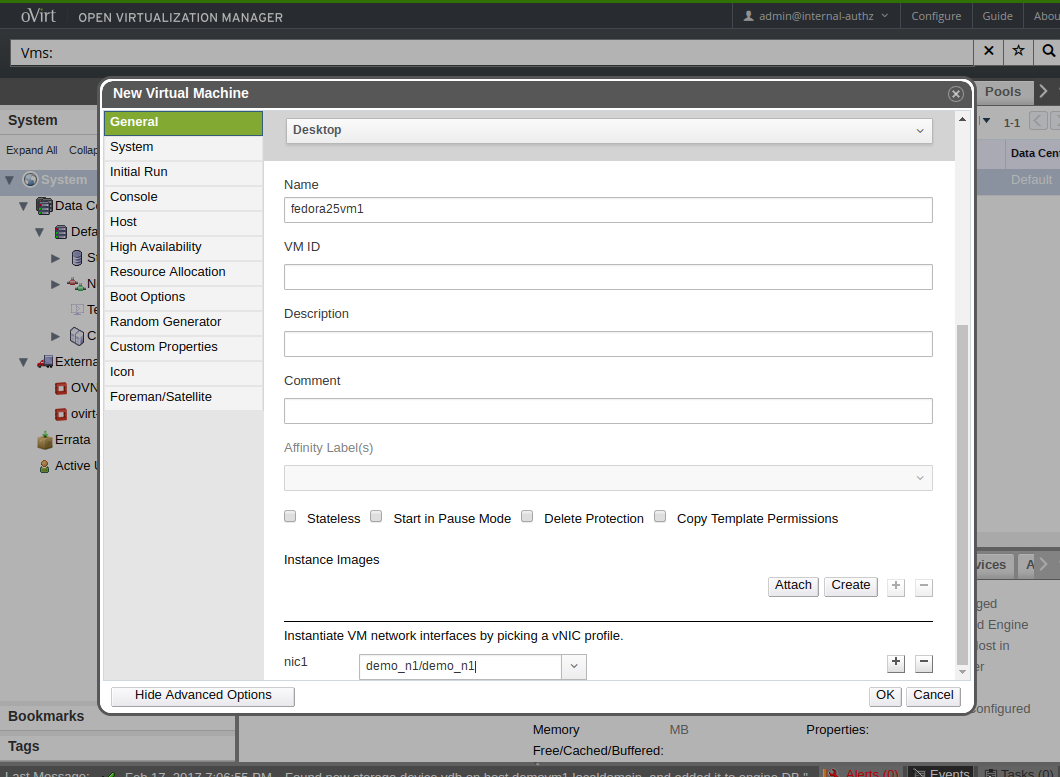 oVirt OPEN VIRTUALIZATION MANAGER admin@internal-authz Configure Guide Abou
Vms:
New Virtual Machine
Pools
System
1-1
Expand All Collap
Data Cen
System
Default
General
System
Initial Run
Console
Host
High Availability
Resource Allocation
Boot Options
Random Generator
Custom Properties
Icon
Foreman/Satellite
Data C
Defa
S
N
Te
C
Externa
OVN
ovirt-
Errata
Active U
Desktop
Name
fedora25vm1
VM ID
Description
Comment
Affinity Label(s)
Stateless Start in Pause Mode Delete Protection Copy Template Permissions
Instance Images
Attach Create + −
Instantiate VM network interfaces by picking a vNIC profile.
nic1 demo_n1/demo_n1 + −
Hide Advanced Options OK Cancel
vices A
ged
d Engine
lost in
er
onfigured
Bookmarks
Tags
Memory MB Properties:
Free/Cached/Buffered:
Last Message: Feb 17, 2017 7:06:55 PM Found new storage device vdb on host demovm1.localdomain, and added it to engine DB." Alerts (0) Events Tasks (0)